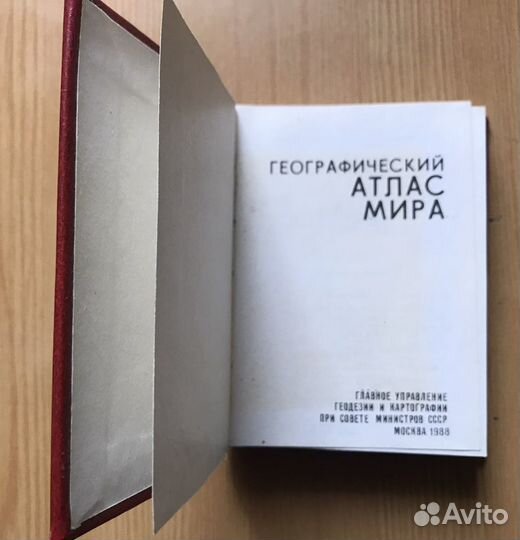 ГЕОГРАФИЧЕСКИЙ
АТЛАС
МИРА
ГЛАВНОЕ УПРАВЛЕНИЕ
ГЕОДЕЗИИ И КАРТОГРАФИИ
ПРИ СОВЕТЕ МИНИСТРОВ СССР
МОСКВА 1988
Avito